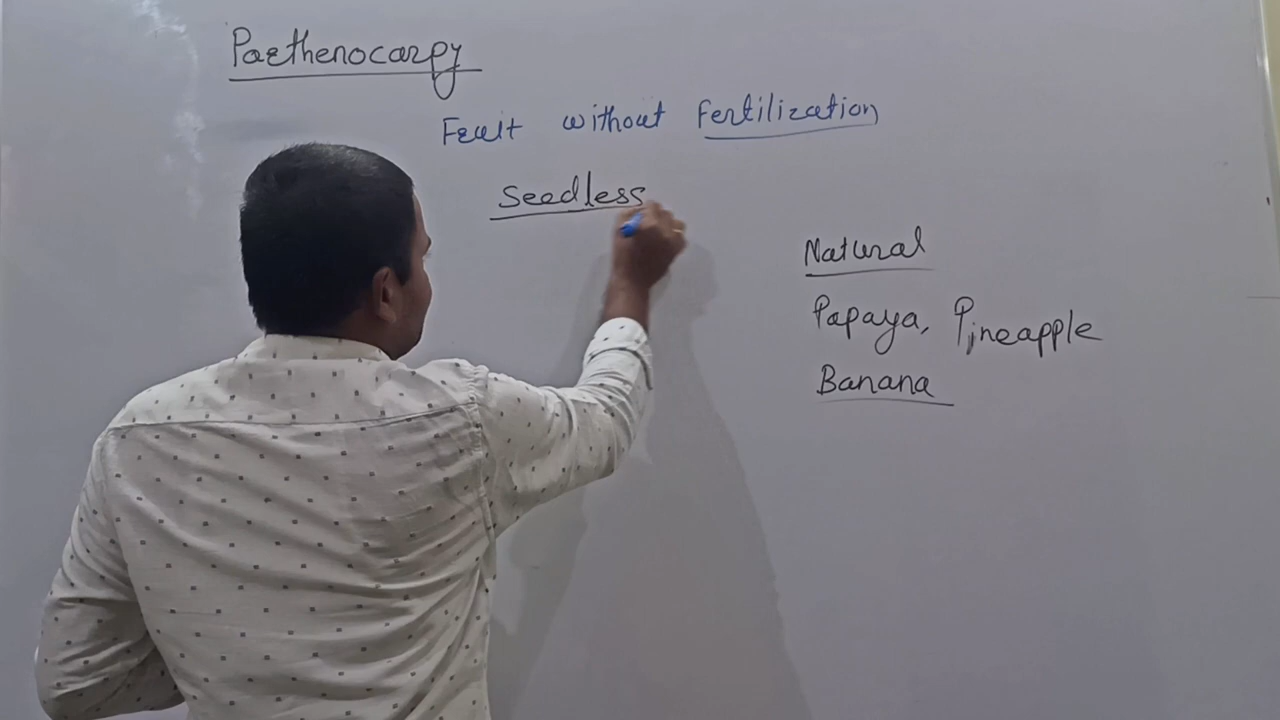 Parthenocarpy
Fruit without Fertilization
Seedless
Natural
Papaya, Pineapple
Banana